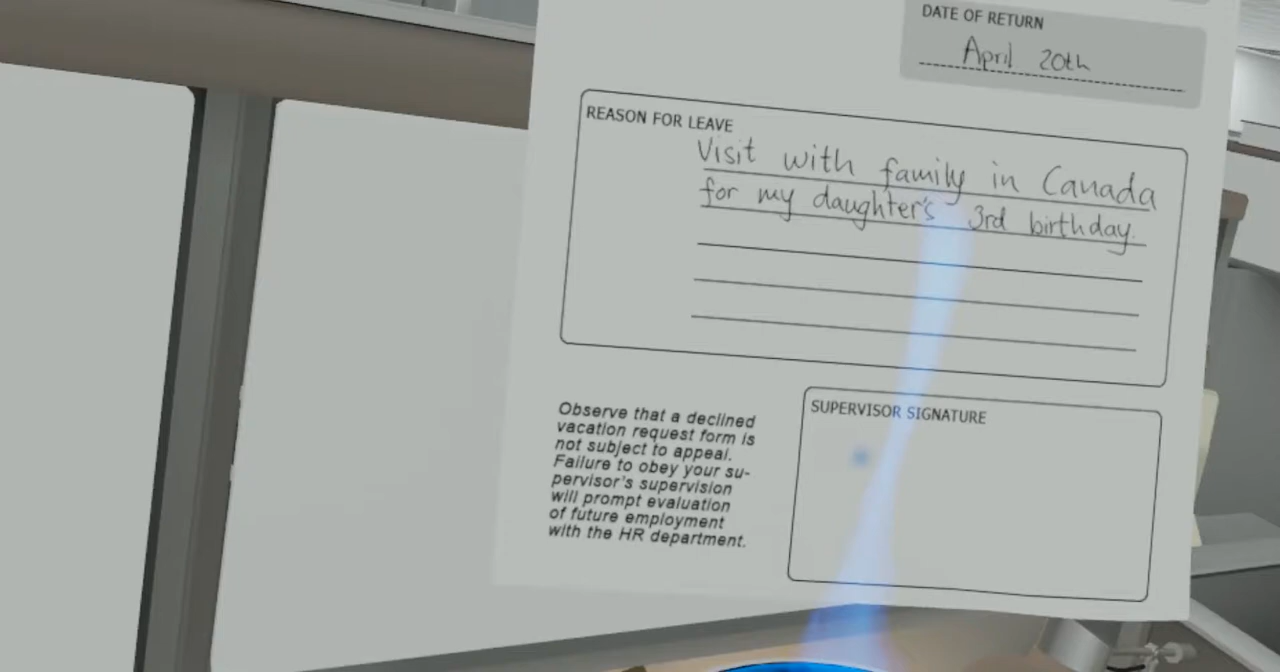 DATE OF RETURN
April 20th
REASON FOR LEAVE
Visit with family in Canada
for my daughter's 3rd birthday.
Observe that a declined
vacation request form is
not subject to appeal.
Failure to obey your su-
pervisor's supervision
will prompt evaluation
of future employment
with the HR department.
SUPERVISOR SIGNATURE